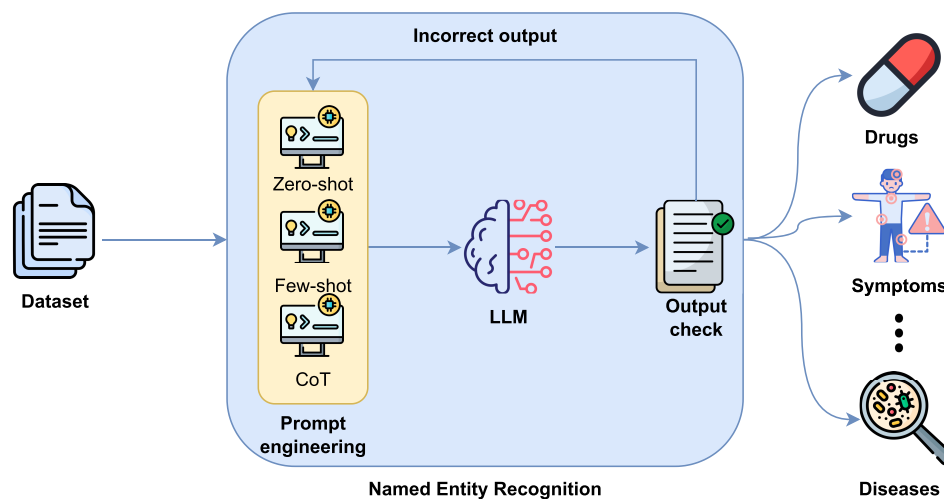 Incorrect output
Zero-shot
Few-shot
CoT
Prompt
engineering
Dataset
LLM
Output
check
Drugs
Symptoms
Diseases
Named Entity Recognition